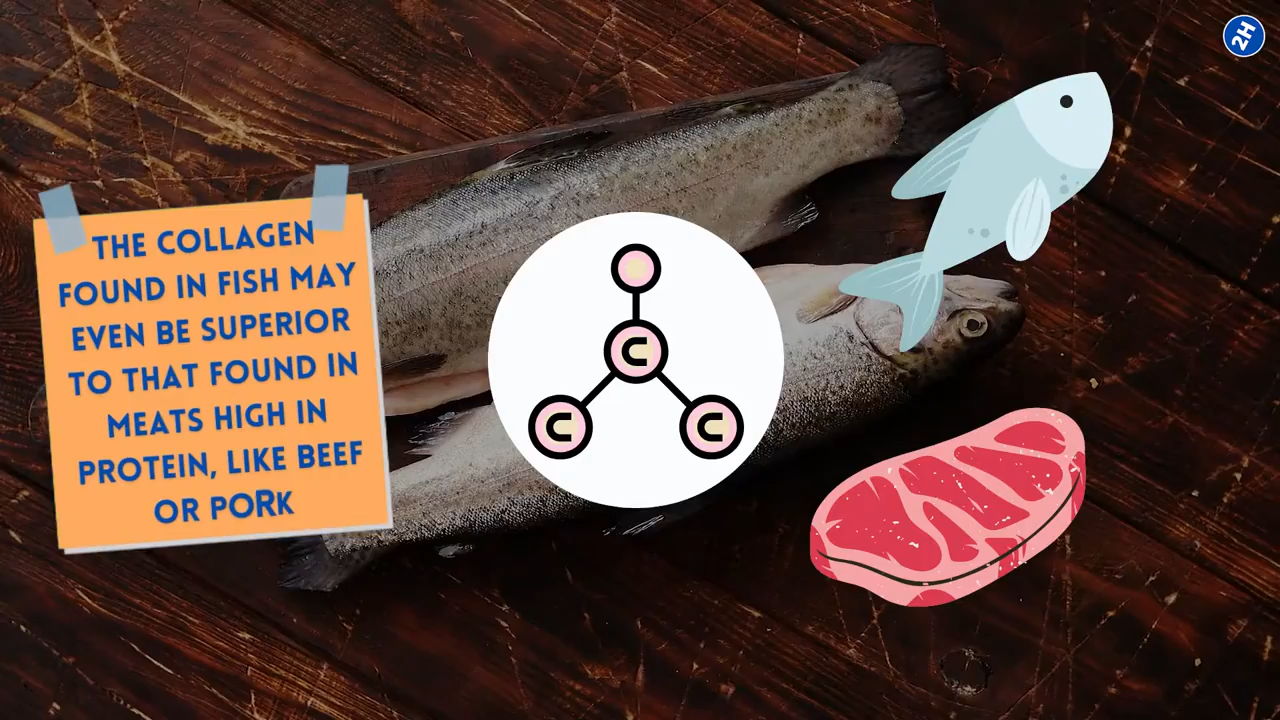 THE COLLAGEN
FOUND IN FISH MAY
EVEN BE SUPERIOR
TO THAT FOUND IN
MEATS HIGH IN
PROTEIN, LIKE BEEF
OR PORK
C
C C
2H